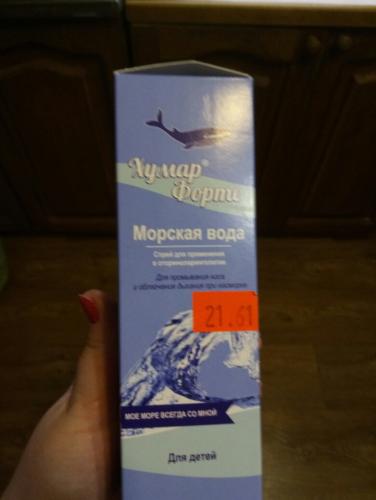 Хумар®
Форте
Морская вода
Спрей для применения
в оториноларингологии
Для промывания носа
и облегчения дыхания при насморке
21.61
МОЕ МОРЕ ВСЕГДА СО МНОЙ
Для детей